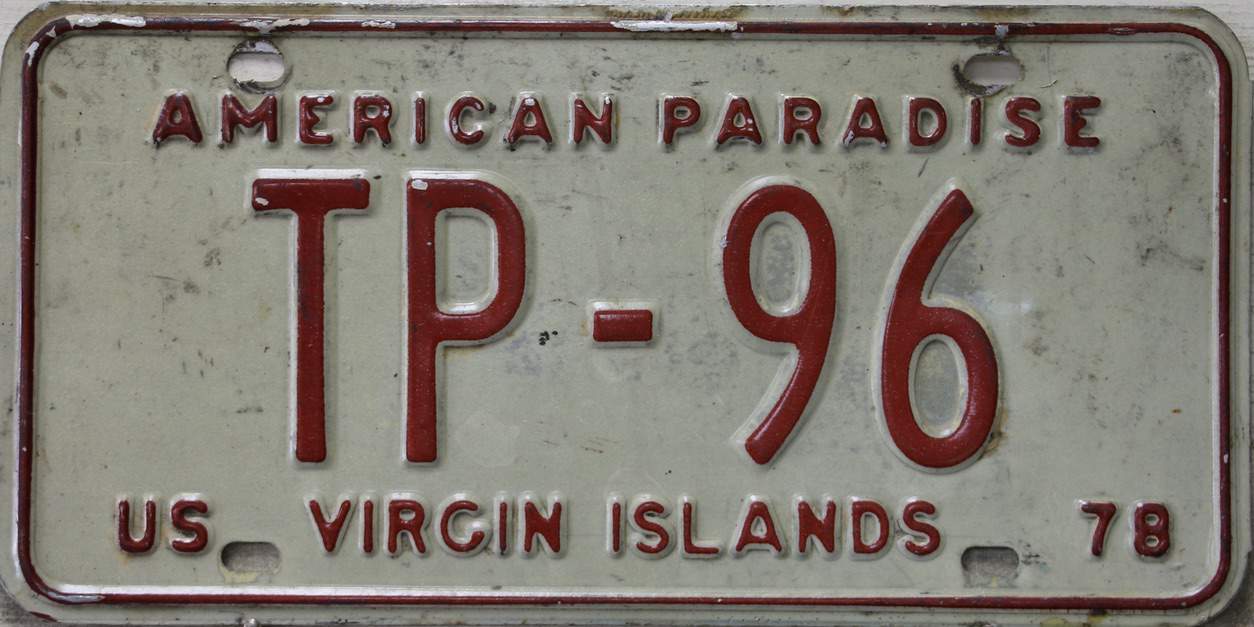 AMERICAN PARADISE
TP-96
US VIRGIN ISLANDS 78